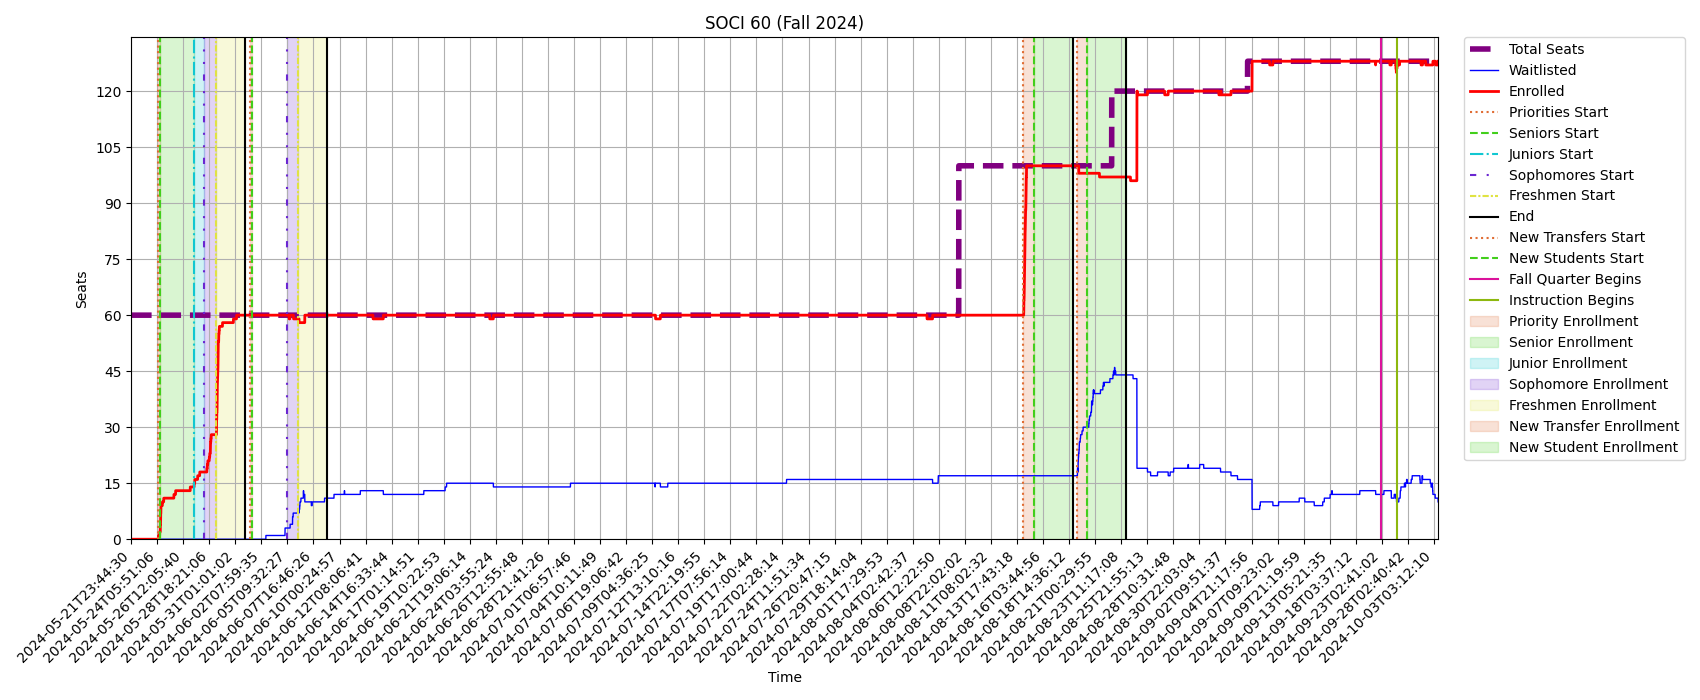 SOCI 60 (Fall 2024)
Seats
120
105
90
75
60
45
30
15
0
2024-05-21T23:44:30
2024-05-24T05:51:06
2024-05-26T12:05:40
2024-05-28T18:21:06
2024-05-31T01:01:02
2024-06-02T07:59:35
2024-06-05T09:32:27
2024-06-07T16:46:26
2024-06-10T00:24:57
2024-06-12T08:06:41
2024-06-14T16:33:44
2024-06-17T01:14:51
2024-06-19T10:22:53
2024-06-21T19:06:14
2024-06-24T03:55:24
2024-06-26T12:55:48
2024-06-28T21:41:26
2024-07-01T06:57:46
2024-07-04T10:11:49
2024-07-06T19:06:42
2024-07-09T04:36:25
2024-07-12T13:10:16
2024-07-14T22:19:55
2024-07-17T07:56:14
2024-07-19T17:00:44
2024-07-22T02:28:14
2024-07-24T11:51:34
2024-07-26T20:47:15
2024-07-29T18:14:04
2024-08-01T17:29:53
2024-08-04T02:42:37
2024-08-06T12:22:50
2024-08-08T22:02:02
2024-08-11T08:02:32
2024-08-13T17:43:18
2024-08-16T03:44:56
2024-08-18T14:36:12
2024-08-21T00:29:55
2024-08-23T11:17:08
2024-08-25T21:55:13
2024-08-28T10:31:48
2024-08-30T22:03:04
2024-09-02T09:51:37
2024-09-04T21:17:56
2024-09-07T09:23:02
2024-09-09T21:19:59
2024-09-13T05:21:35
2024-09-18T03:37:12
2024-09-23T02:41:02
2024-09-28T02:40:42
2024-10-03T03:12:10
Time
Total Seats
Waitlisted
Enrolled
Priorities Start
Seniors Start
Juniors Start
Sophomores Start
Freshmen Start
End
New Transfers Start
New Students Start
Fall Quarter Begins
Instruction Begins
Priority Enrollment
Senior Enrollment
Junior Enrollment
Sophomore Enrollment
Freshmen Enrollment
New Transfer Enrollment
New Student Enrollment